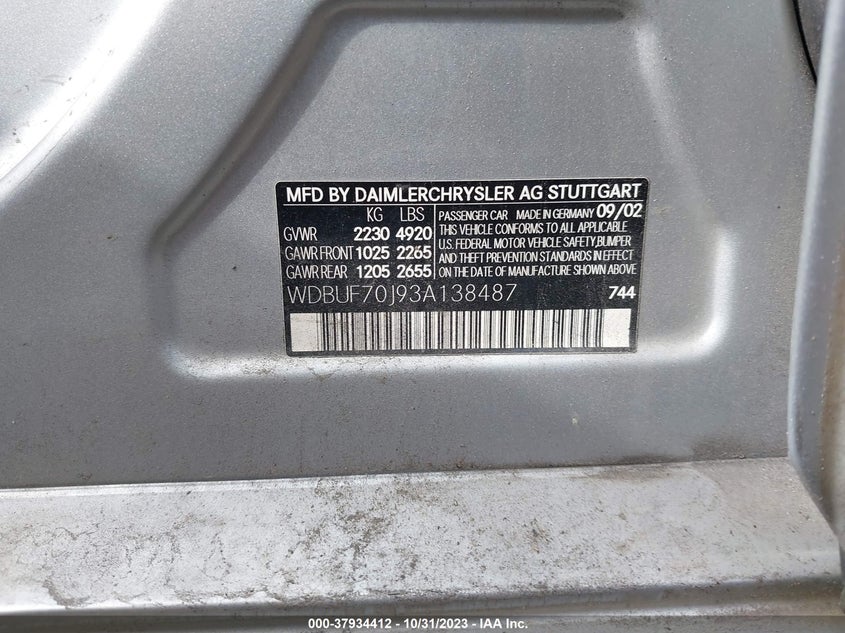 MFD BY DAIMLERCHRYSLER AG STUTTGART
KG LBS
GVWR 2230 4920
GAWR FRONT 1025 2265
GAWR REAR 1205 2655
PASSENGER CAR MADE IN GERMANY 09/02
THIS VEHICLE CONFORMS TO ALL APPLICABLE
U.S. FEDERAL MOTOR VEHICLE SAFETY,BUMPER
AND THEFT PREVENTION STANDARDS IN EFFECT
ON THE DATE OF MANUFACTURING SHOWN ABOVE
WDBUF70J93A138487 744
000-37934412 - 10/31/2023 - IAA Inc.